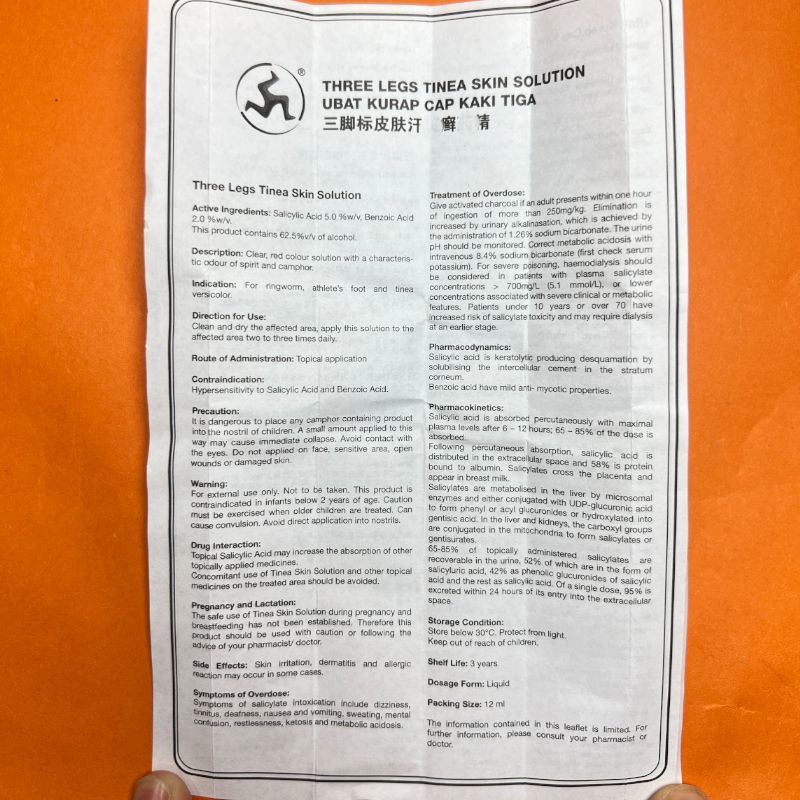 ®
THREE LEGS TINEA SKIN SOLUTION
UBAT KURAP CAP KAKI TIGA
三脚标皮肤汗 癣 清
Three Legs Tinea Skin Solution
Active Ingredients: Salicylic Acid 5.0 %w/v, Benzoic Acid
2.0 %w/v.
This product contains 62.5%v/v of alcohol.
Description: Clear, red colour solution with a characteris-
tic odour of spirit and camphor.
Indication: For ringworm, athlete's foot and tinea
versicolor.
Direction for Use:
Clean and dry the affected area, apply this solution to the
affected area two to three times daily.
Route of Administration: Topical application
Contraindication:
Hypersensitivity to Salicylic Acid and Benzoic Acid.
Precaution:
It is dangerous to place any camphor containing product
into the nostril of children. A small amount applied to this
way may cause immediate collapse. Avoid contact with
the eyes. Do not applied on face, sensitive area, open
wounds or damaged skin.
Warning:
For external use only. Not to be taken. This product is
contraindicated in infants below 2 years of age. Caution
must be exercised when older children are treated. Can
cause convulsion. Avoid direct application into nostrils.
Drug Interaction:
Topical Salicylic Acid may increase the absorption of other
topically applied medicines.
Concomitant use of Tinea Skin Solution and other topical
medicines on the treated area should be avoided.
Pregnancy and Lactation:
The safe use of Tinea Skin Solution during pregnancy and
breastfeeding has not been established. Therefore this
product should be used with caution or following the
advice of your pharmacist/ doctor.
Side Effects: Skin irritation, dermatitis and allergic
reaction may occur in some cases.
Symptoms of Overdose:
Symptoms of salicylate intoxication include dizziness,
tinnitus, deafness, nausea and vomiting, sweating, mental
confusion, restlessness, ketosis and metabolic acidosis.
Treatment of Overdose:
Give activated charcoal if an adult presents within one hour
of ingestion of more than 250mg/kg. Elimination is
increased by urinary alkalinasation, which is achieved by
the administration of 1.26% sodium bicarbonate. The urine
pH should be monitored. Correct metabolic acidosis with
intravenous 8.4% sodium bicarbonate (first check serum
potassium). For severe poisoning, haemodialysis should
be considered in patients with plasma salicylate
concentrations > 700mg/L (5.1 mmol/L), or lower
concentrations associated with severe clinical or metabolic
features. Patients under 10 years or over 70 have
increased risk of salicylate toxicity and may require dialysis
at an earlier stage.
Pharmacodynamics:
Salicylic acid is keratolytic producing desquamation by
solubilising the intercellular cement in the stratum
corneum.
Benzoic acid have mild anti- mycotic properties.
Pharmacokinetics:
Salicylic acid is absorbed percutaneously with maximal
plasma levels after 6 – 12 hours; 65 – 85% of the dose is
absorbed.
Following percutaneous absorption, salicylic acid is
distributed in the extracellular space and 58% is protein
bound to albumin. Salicylates cross the placenta and
appear in breast milk.
Salicylates are metabolised in the liver by microsomal
enzymes and either conjugated with UDP-glucuronic acid
to form phenyl or acyl glucuronides or hydroxylated into
gentisic acid. In the liver and kidneys, the carboxyl groups
are conjugated in the mitochondria to form salicylates or
gentisurates.
65-85% of topically administered salicylates are
recoverable in the urine, 52% of which are in the form of
salicyluric acid, 42% as phenolic glucuronides of salicylic
acid and the rest as salicylic acid. Of a single dose, 95% is
excreted within 24 hours of its entry into the extracellular
space.
Storage Condition:
Store below 30°C. Protect from light.
Keep out of reach of children.
Shelf Life: 3 years
Dosage Form: Liquid
Packing Size: 12 ml
The information contained in this leaflet is limited. For
further information, please consult your pharmacist or
doctor.